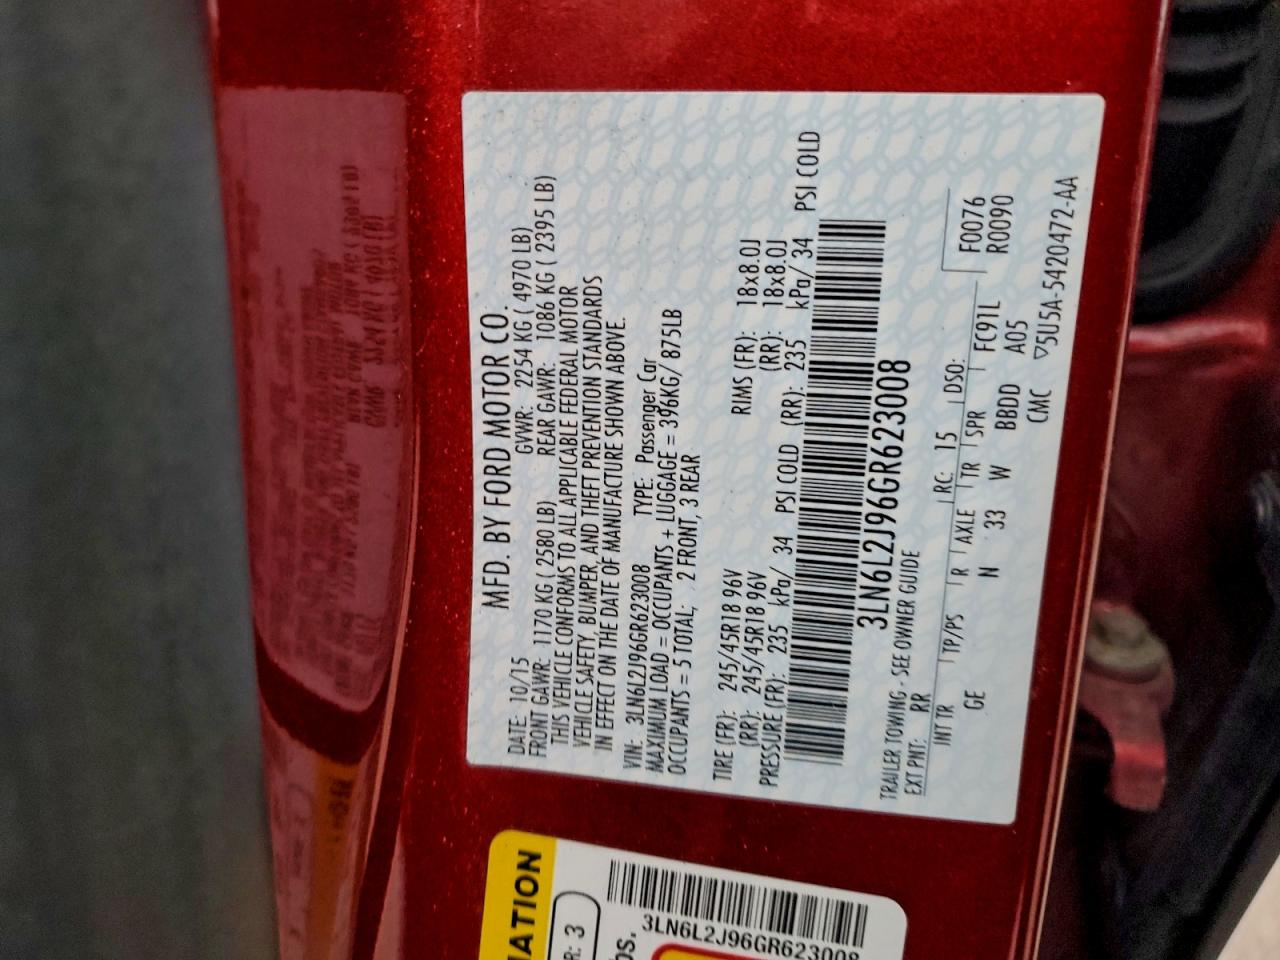 MFD. BY FORD MOTOR CO.
DATE: 10/15 GVWR: 2254 KG ( 4970 LB)
FRONT GAWR: 1170 KG ( 2580 LB) REAR GAWR: 1086 KG ( 2395 LB)
THIS VEHICLE CONFORMS TO ALL APPLICABLE FEDERAL MOTOR
VEHICLE SAFETY, BUMPER, AND THEFT PREVENTION STANDARDS
IN EFFECT ON THE DATE OF MANUFACTURE SHOWN ABOVE.
VIN: 3LN6L2J96GR623008 TYPE: Passenger Car
MAXIMUM LOAD = OCCUPANTS + LUGGAGE = 396KG/ 875LB
OCCUPANTS = 5 TOTAL; 2 FRONT, 3 REAR
TIRE (FR): 245/45R18 96V RIMS (FR): 18x8.0J
(RR): 245/45R18 96V (RR): 18x8.0J
PRESSURE (FR): 235 kPa/ 34 PSI COLD (RR): 235 kPa/ 34 PSI COLD
3LN6L2J96GR623008
TRAILER TOWING - SEE OWNER GUIDE
EXT PNT: RR RC: 15 DSO: F0076
R0090
INT TR TP/PS R AXLE TR SPR FC91L
GE N 33 W BBDD A05
CMC ▽5U5A-5420472-AA
MATION
R: 3
bs.
3LN6L2J96GR623008